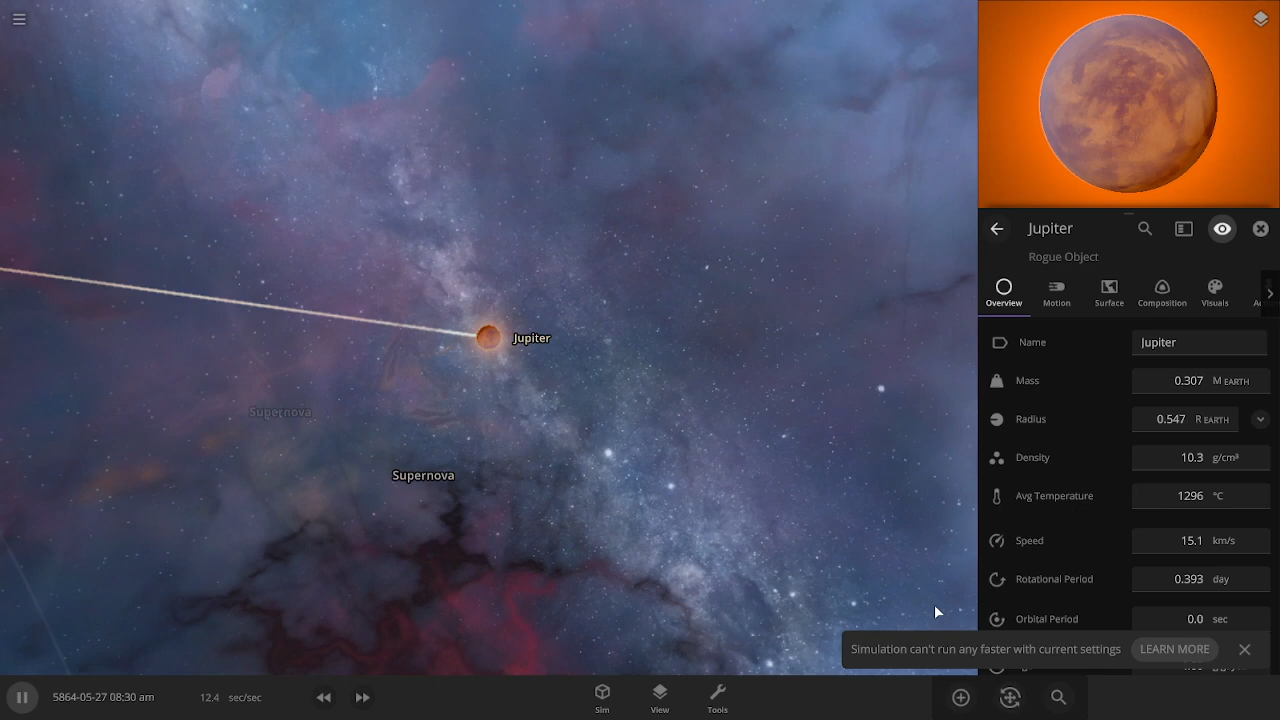 Jupiter
Rogue Object
Overview
Motion
Surface
Composition
Visuals
Name Jupiter
Mass 0.307 M EARTH
Radius 0.547 R EARTH
Density 10.3 g/cm³
Avg Temperature 1296 °C
Speed 15.1 km/s
Rotational Period 0.393 day
Orbital Period 0.0 sec
Jupiter
Supernova
Supernova
Simulation can't run any faster with current settings LEARN MORE
5864-05-27 08:30 am 12.4 sec/sec
Sim
View
Tools